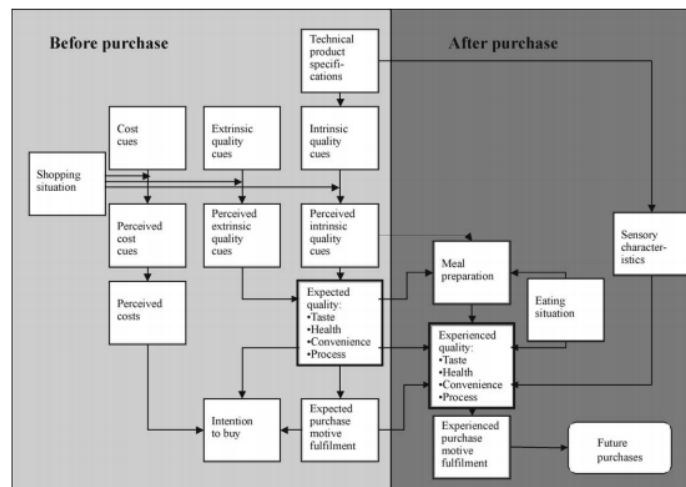 Before purchase
After purchase
Technical
product
specifi-
cations
Cost
cues
Extrinsic
quality
cues
Intrinsic
quality
cues
Shopping
situation
Perceived
cost
cues
Perceived
extrinsic
quality cues
Perceived
intrinsic
quality cues
Sensory
character-
istics
Meal
preparation
Perceived
costs
Expected
quality:
•Taste
•Health
•Convenience
•Process
Eating
situation
Experienced
quality:
•Taste
•Health
•Convenience
•Process
Intention
to buy
Expected
purchase
motive
fulfilment
Experienced
purchase
motive
fulfilment
Future
purchases